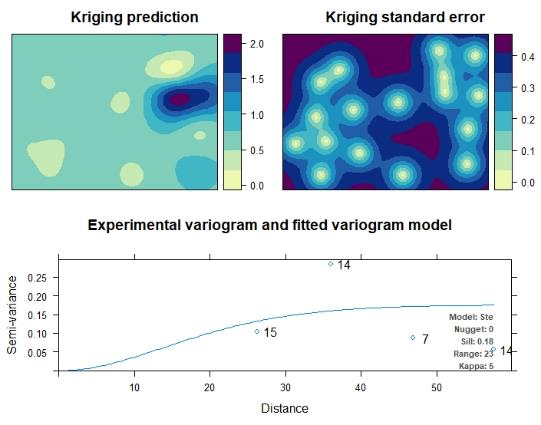 Kriging prediction
Kriging standard error
2.0
1.5
1.0
0.5
0.0
0.4
0.3
0.2
0.1
0.0
Experimental variogram and fitted variogram model
Semi-variance
0.25
0.20
0.15
0.10
0.05
14
15
7
14
Model: Ste
Nugget: 0
Sill: 0.18
Range: 23
Kappa: 5
10
20
30
40
50
Distance